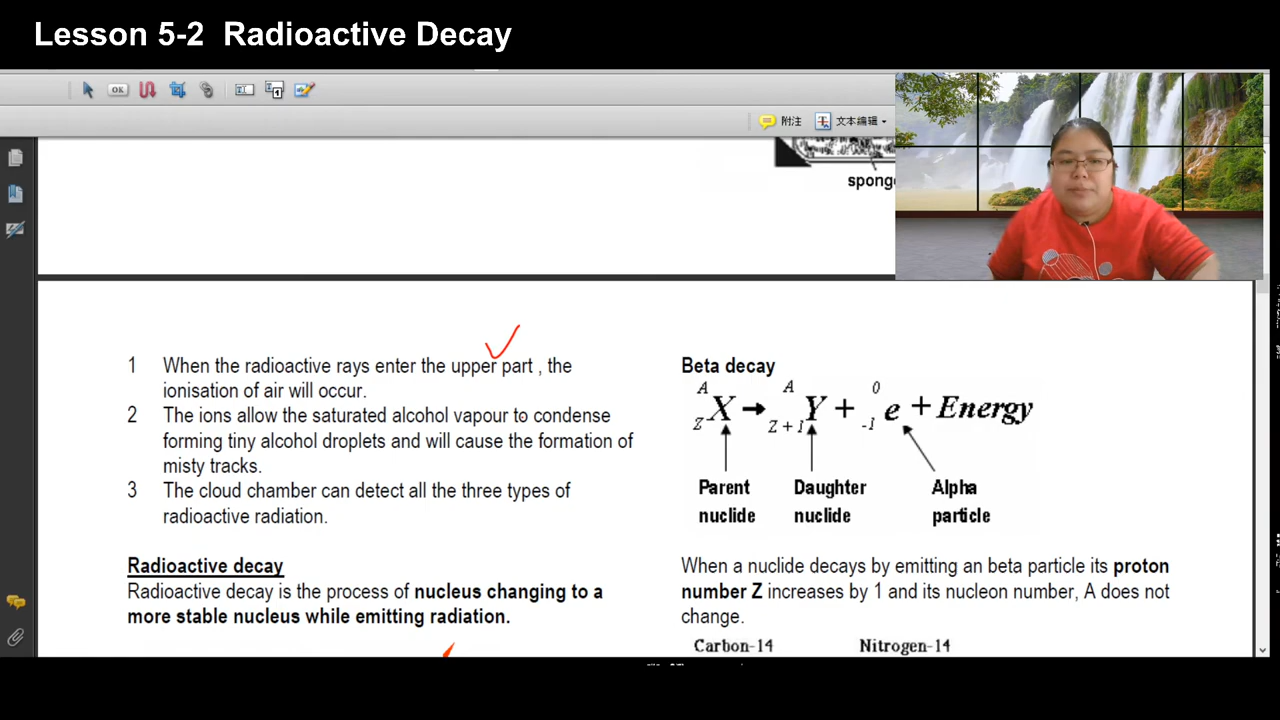 Lesson 5-2 Radioactive Decay
OK
附注
文本编辑
1 When the radioactive rays enter the upper part , the
ionisation of air will occur.
2 The ions allow the saturated alcohol vapour to condense
forming tiny alcohol droplets and will cause the formation of
misty tracks.
3 The cloud chamber can detect all the three types of
radioactive radiation.
Radioactive decay
Radioactive decay is the process of nucleus changing to a
more stable nucleus while emitting radiation.
Beta decay
A A 0
X → Y + e + Energy
Z Z + 1 -1
Parent Daughter Alpha
nuclide nuclide particle
When a nuclide decays by emitting an beta particle its proton
number Z increases by 1 and its nucleon number, A does not
change.
Carbon-14 Nitrogen-14